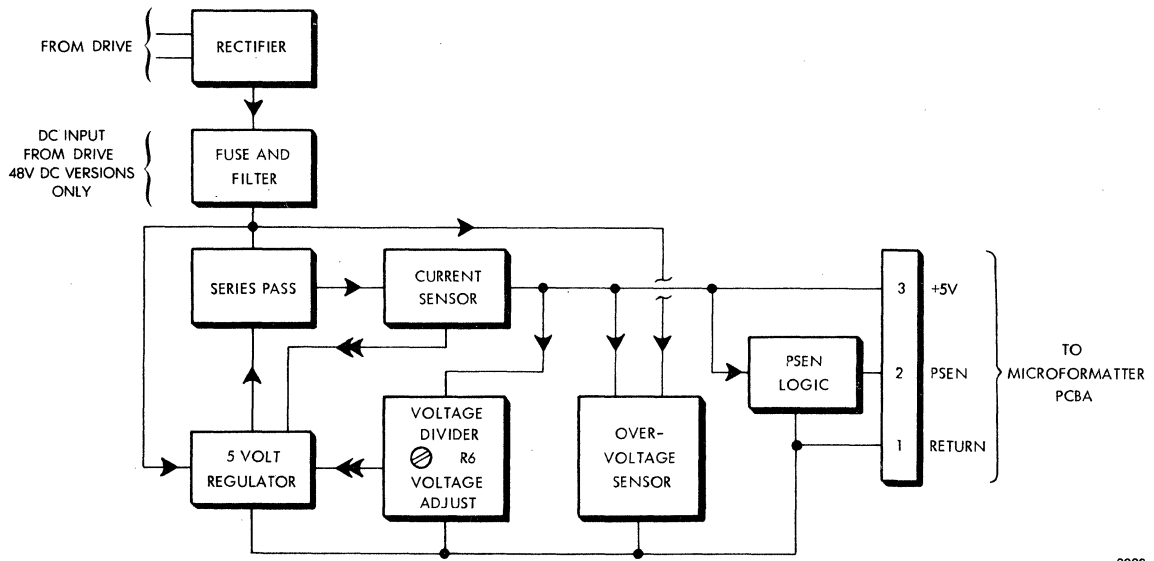 FROM DRIVE
RECTIFIER
DC INPUT
FROM DRIVE
48V DC VERSIONS
ONLY
FUSE AND
FILTER
SERIES PASS
CURRENT
SENSOR
3
+5V
PSEN
LOGIC
2
PSEN
TO
MICROFORMATTER
PCBA
5 VOLT
REGULATOR
VOLTAGE
DIVIDER
R6
VOLTAGE
ADJUST
OVER-
VOLTAGE
SENSOR
1
RETURN